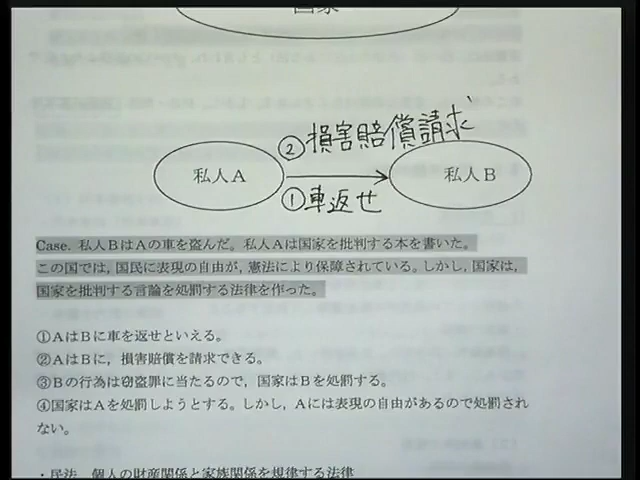 国家
②損害賠償請求
私人A 私人B
①車返せ
Case. 私人BはAの車を盗んだ。私人Aは国家を批判する本を書いた。
この国では，国民に表現の自由が，憲法により保障されている。しかし，国家は，
国家を批判する言論を処罰する法律を作った。
①AはBに車を返せといえる。
②AはBに，損害賠償を請求できる。
③Bの行為は窃盗罪に当たるので，国家はBを処罰する。
④国家はAを処罰しようとする。しかし，Aには表現の自由があるので処罰され
ない。
・民法 個人の財産関係と家族関係を規律する法律